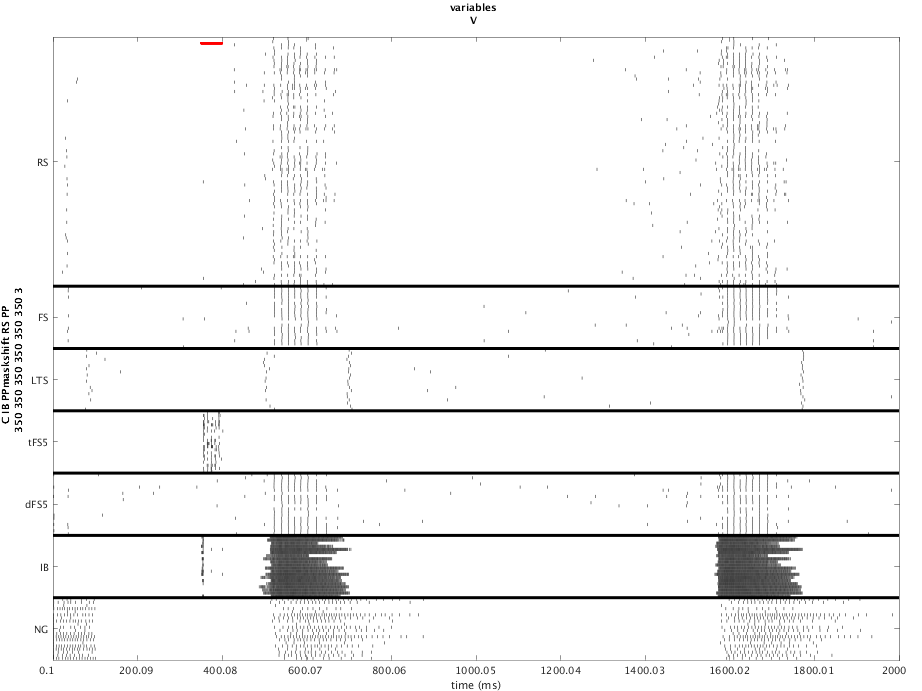 variables
V
RS
FS
LTS
tFS5
dFS5
IB
NG
C IB PPmaskshift RS PP
350 350 350 350 350 350 3
0.1 200.09 400.08 600.07 800.06 1000.05 1200.04 1400.03 1600.02 1800.01 2000
time (ms)